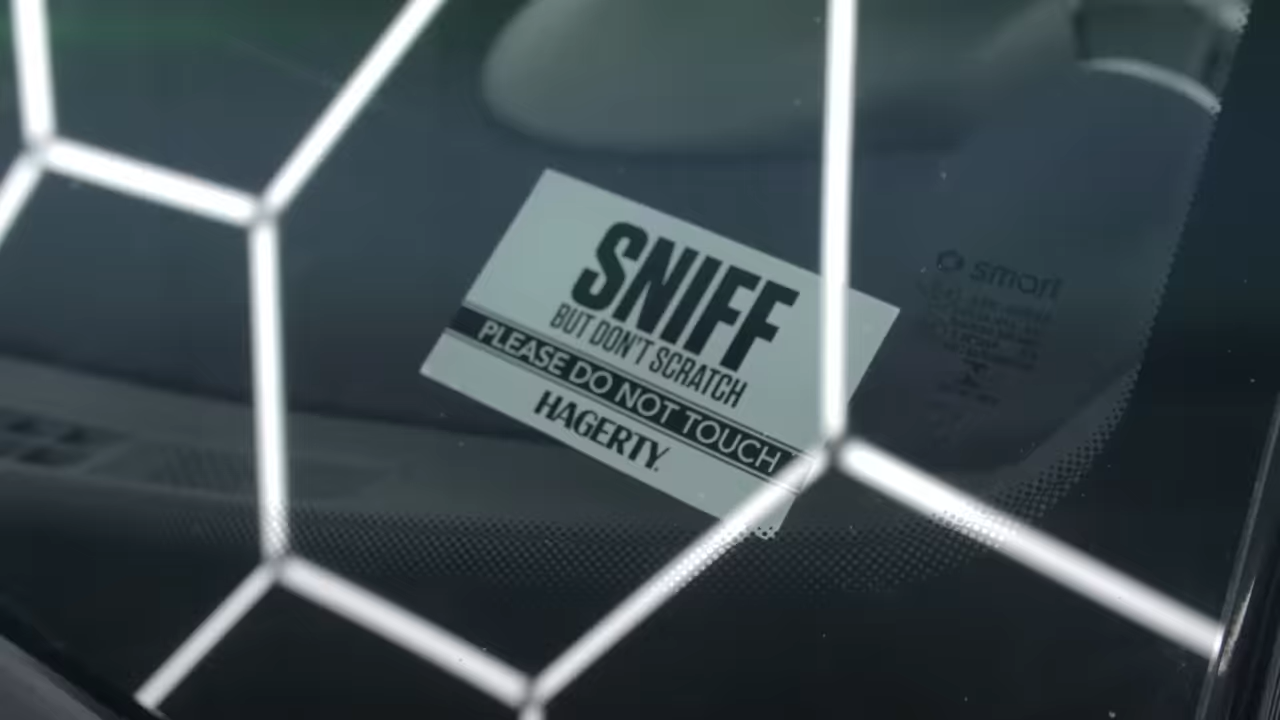 SNIFF
BUT DON'T SCRATCH
PLEASE DO NOT TOUCH
HAGERTY.
smart